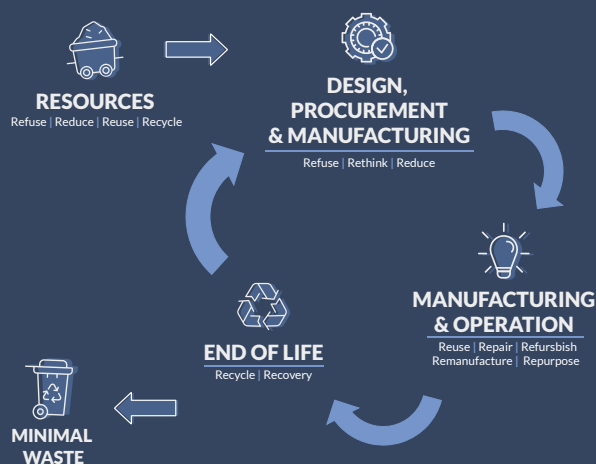 RESOURCES
Refuse | Reduce | Reuse | Recycle
DESIGN,
PROCUREMENT
& MANUFACTURING
Refuse | Rethink | Reduce
MANUFACTURING
& OPERATION
Reuse | Repair | Refursbish
Remanufacture | Repurpose
END OF LIFE
Recycle | Recovery
MINIMAL
WASTE